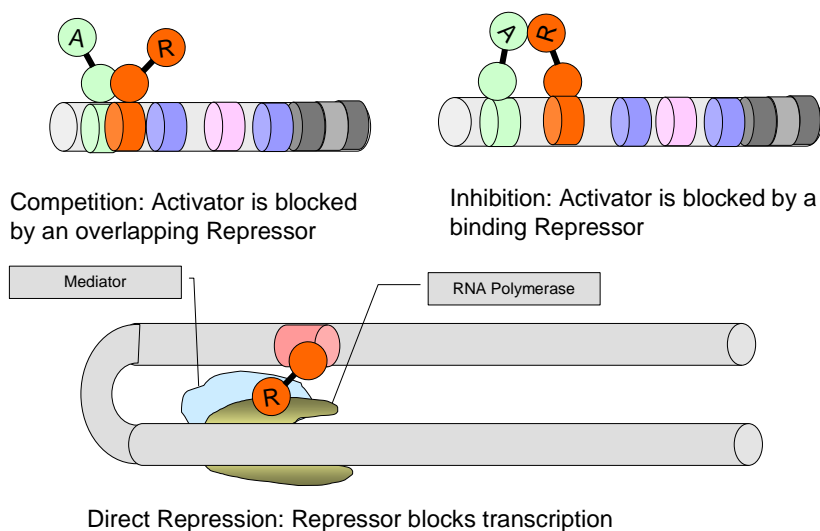 A
R
A
R
Competition: Activator is blocked
by an overlapping Repressor
Inhibition: Activator is blocked by a
binding Repressor
Mediator
RNA Polymerase
R
Direct Repression: Repressor blocks transcription